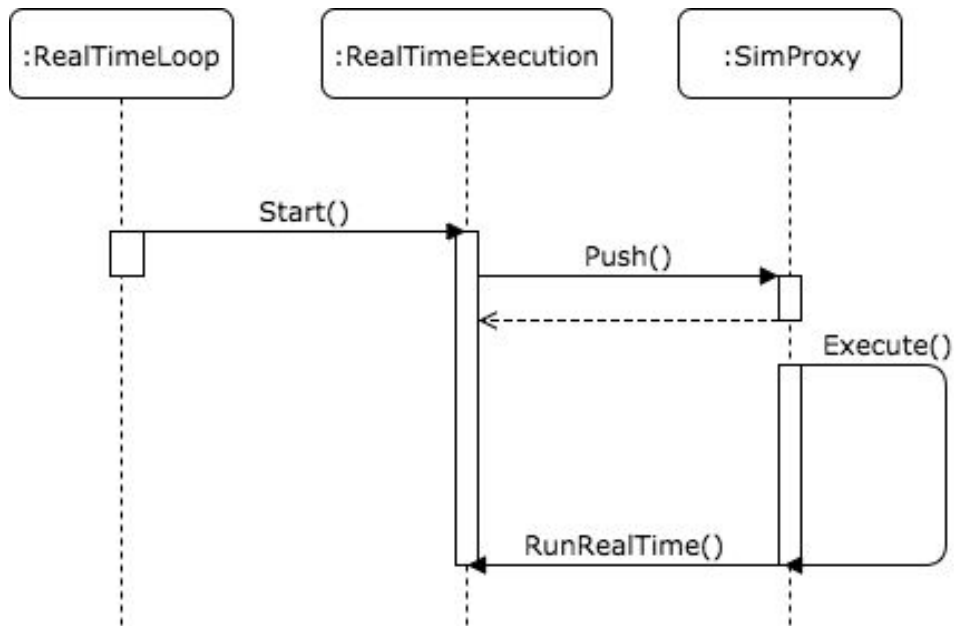 :RealTimeLoop
:RealTimeExecution
:SimProxy
Start()
Push()
Execute()
RunRealTime()